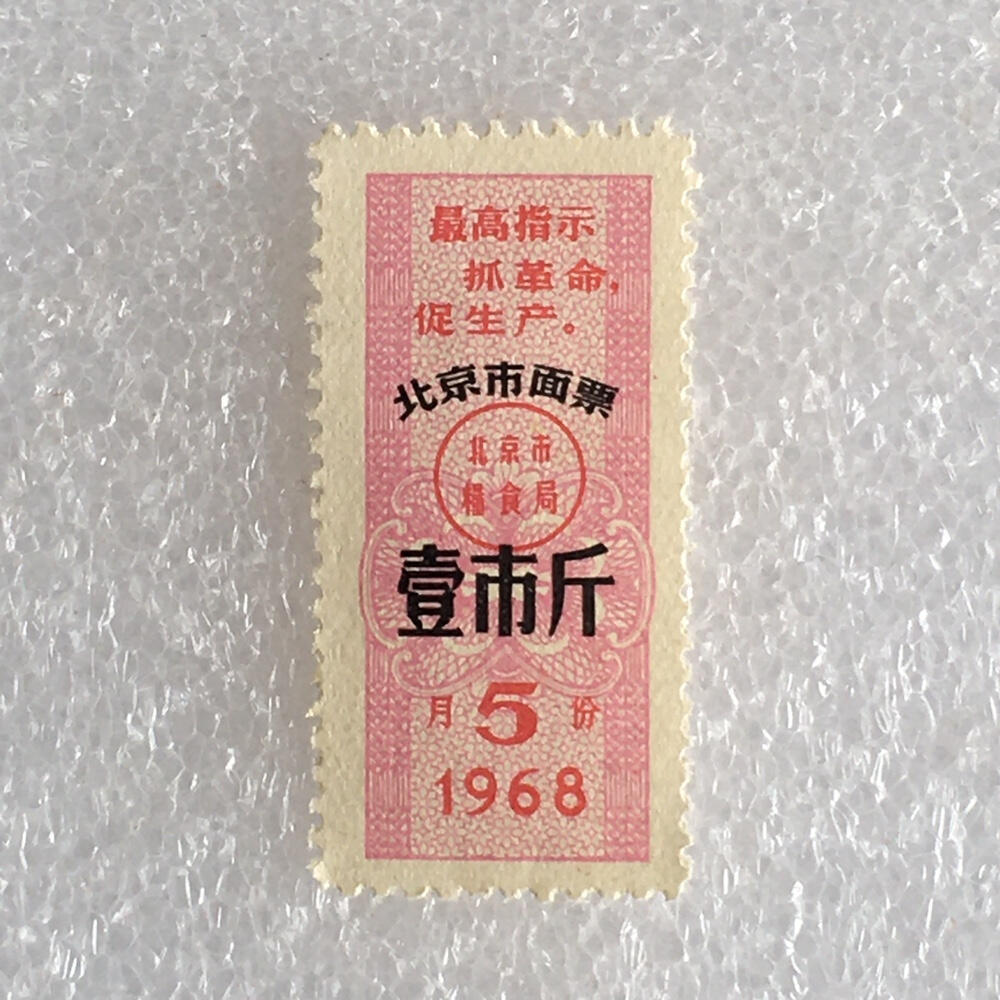 最高指示
抓革命,
促生产。
北京市面票
北京市
糧食局
壹市斤
月5份
1968